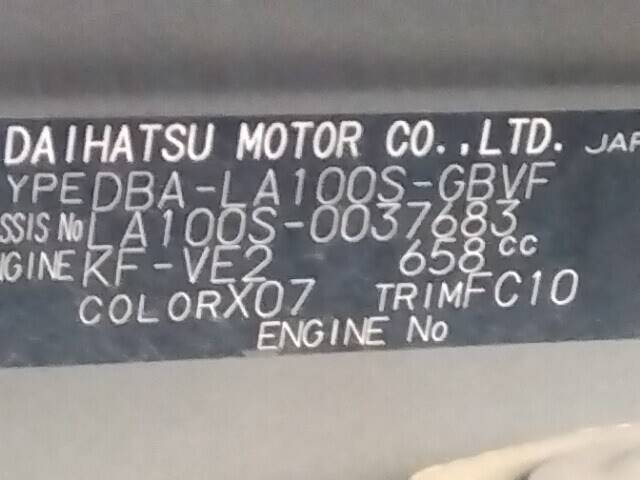 DAIHATSU MOTOR CO.,LTD. JAP
YPE DBA-LA100S-GBVF
SSIS No LA100S-0037683
NGINE KF-VE2 658 cc
COLOR X07 TRIM FC10
ENGINE No